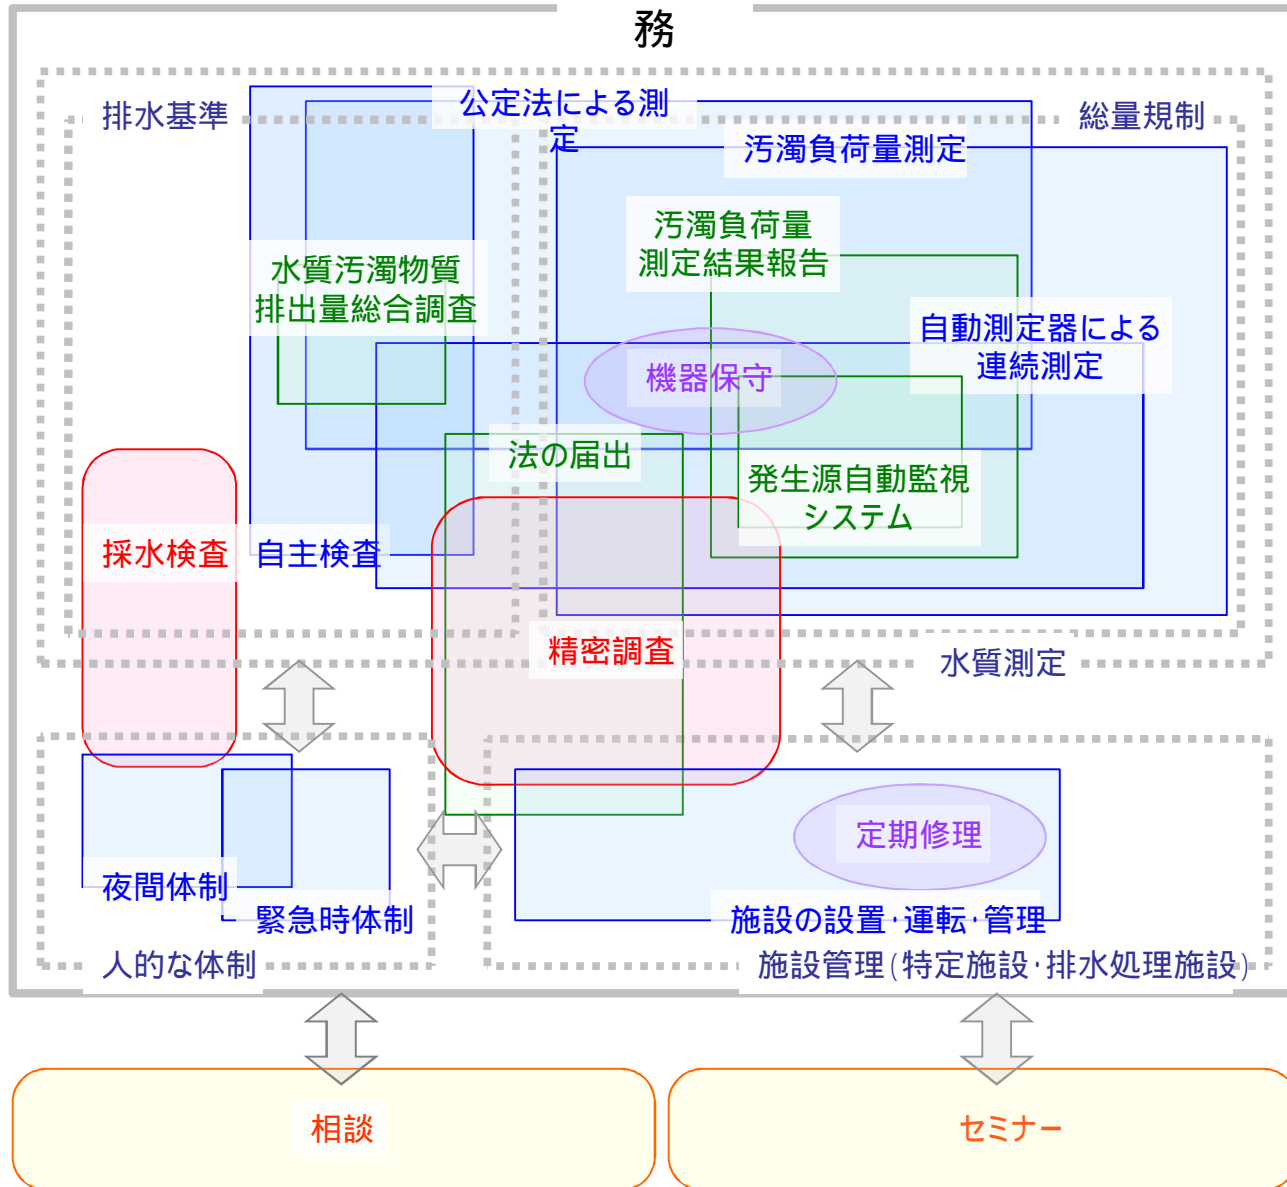 務
排水基準
公定法による測
定
総量規制
汚濁負荷量測定
汚濁負荷量
測定結果報告
水質汚濁物質
排出量総合調査
自動測定器による
連続測定
機器保守
法の届出
発生源自動監視
システム
採水検査
自主検査
精密調査
水質測定
定期修理
夜間体制
緊急時体制
施設の設置・運転・管理
人的な体制
施設管理(特定施設・排水処理施設)
相談
セミナー